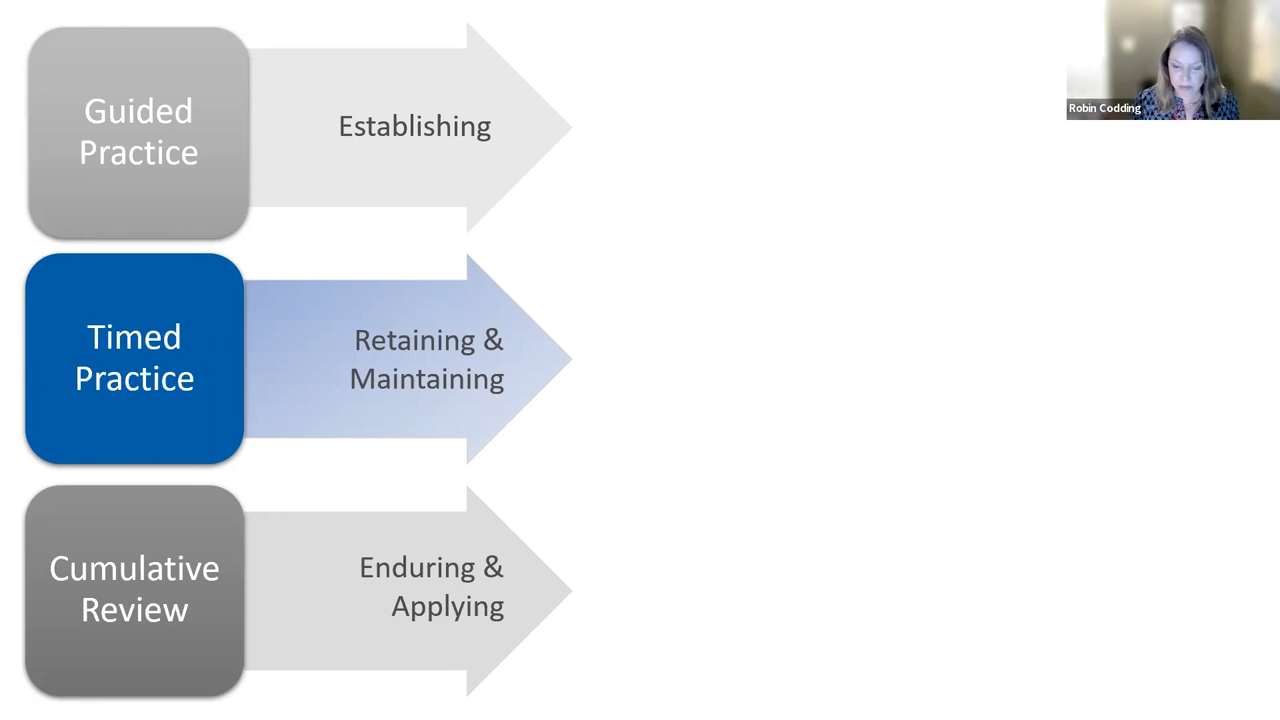 Guided
Practice
Establishing
Timed
Practice
Retaining &
Maintaining
Cumulative
Review
Enduring &
Applying
Robin Codding